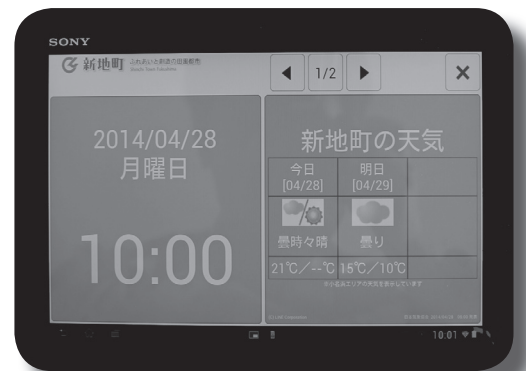 SONY
新地町
1/2
2014/04/28
月曜日
10:00
新地町の天気
今日 明日
[04/28] [04/29]
曇時々晴 曇り
21℃/--℃ 15℃/10℃
10:01